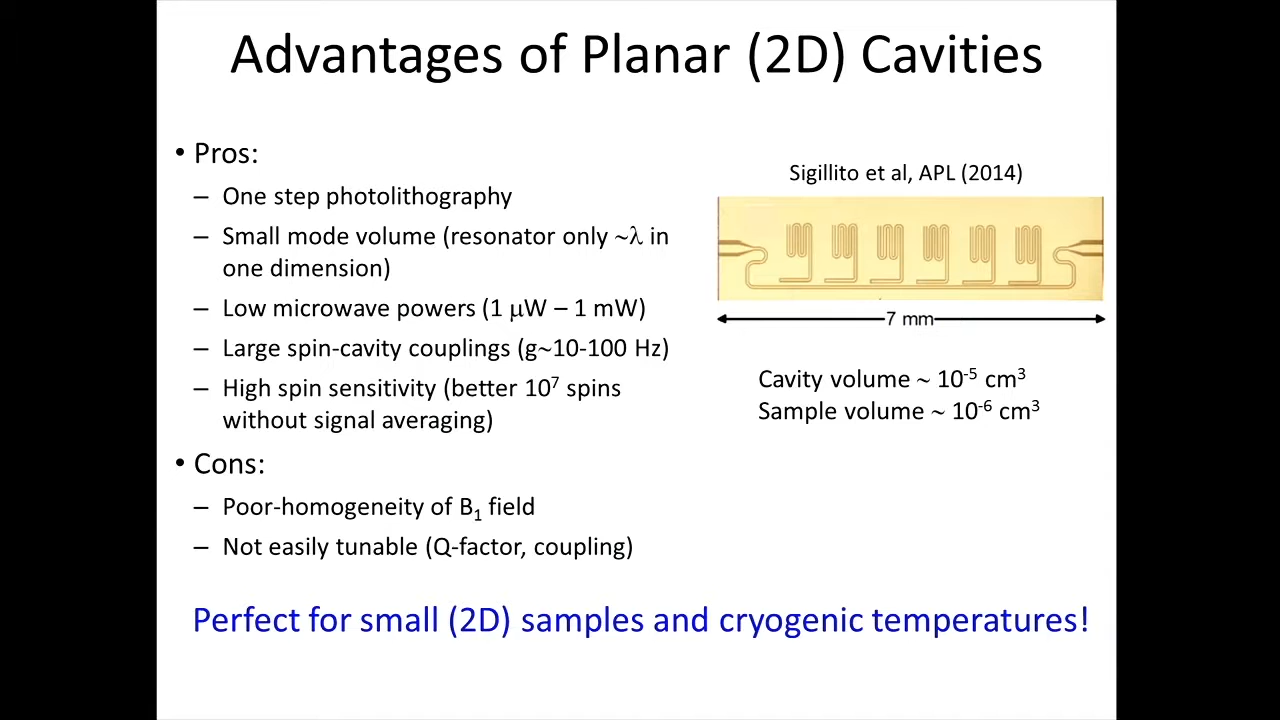 Advantages of Planar (2D) Cavities
• Pros:
– One step photolithography
– Small mode volume (resonator only ~λ in
one dimension)
– Low microwave powers (1 μW – 1 mW)
– Large spin-cavity couplings (g~10-100 Hz)
– High spin sensitivity (better 10⁷ spins
without signal averaging)
• Cons:
– Poor-homogeneity of B₁ field
– Not easily tunable (Q-factor, coupling)
Sigillito et al, APL (2014)
7 mm
Cavity volume ~ 10⁻⁵ cm³
Sample volume ~ 10⁻⁶ cm³
Perfect for small (2D) samples and cryogenic temperatures!